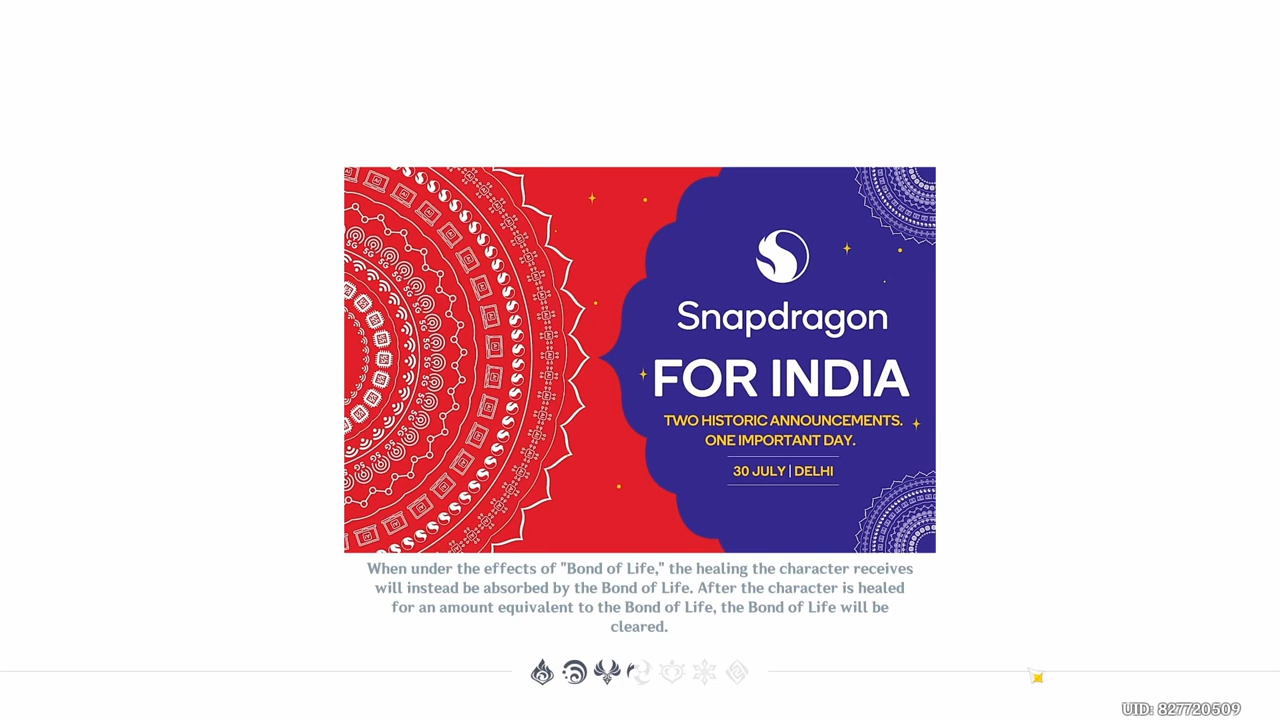 Snapdragon
FOR INDIA
TWO HISTORIC ANNOUNCEMENTS.
ONE IMPORTANT DAY.
30 JULY | DELHI
When under the effects of "Bond of Life," the healing the character receives
will instead be absorbed by the Bond of Life. After the character is healed
for an amount equivalent to the Bond of Life, the Bond of Life will be
cleared.
UID: 827720509